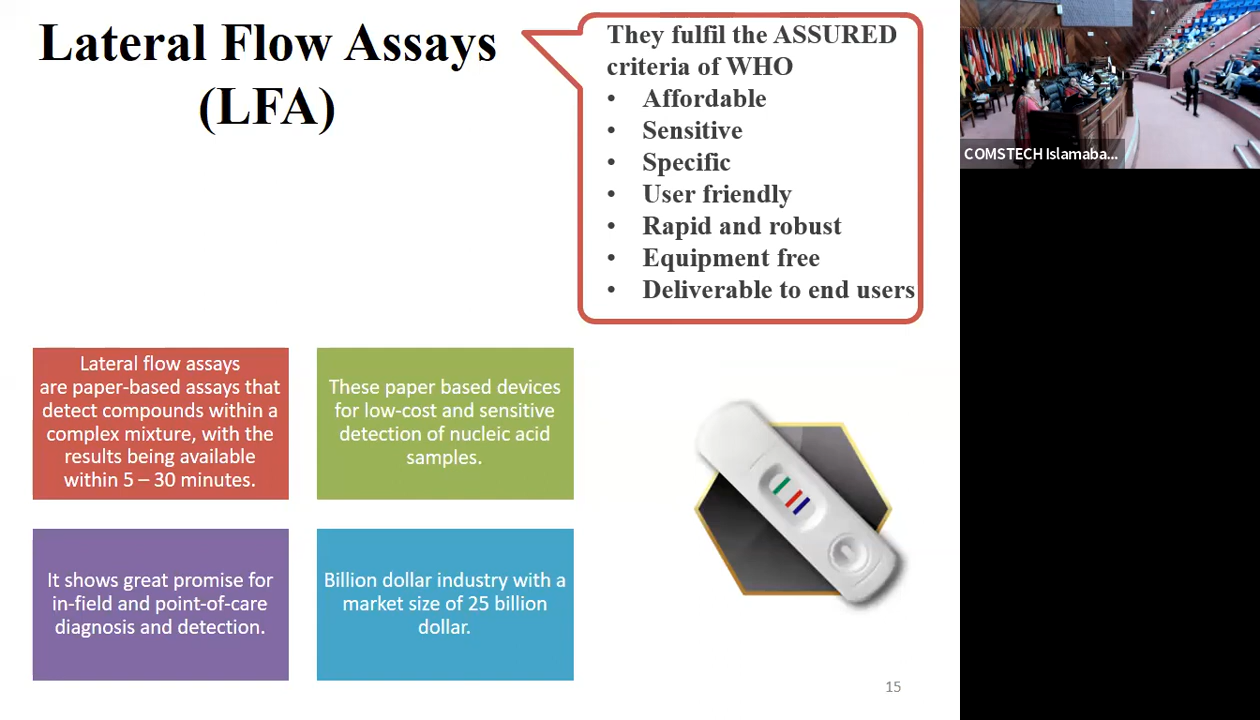 Lateral Flow Assays
(LFA)
They fulfil the ASSURED
criteria of WHO
• Affordable
• Sensitive
• Specific
• User friendly
• Rapid and robust
• Equipment free
• Deliverable to end users
Lateral flow assays
are paper-based assays that
detect compounds within a
complex mixture, with the
results being available
within 5 – 30 minutes.
These paper based devices
for low-cost and sensitive
detection of nucleic acid
samples.
It shows great promise for
in-field and point-of-care
diagnosis and detection.
Billion dollar industry with a
market size of 25 billion
dollar.
15
COMSTECH Islamaba...